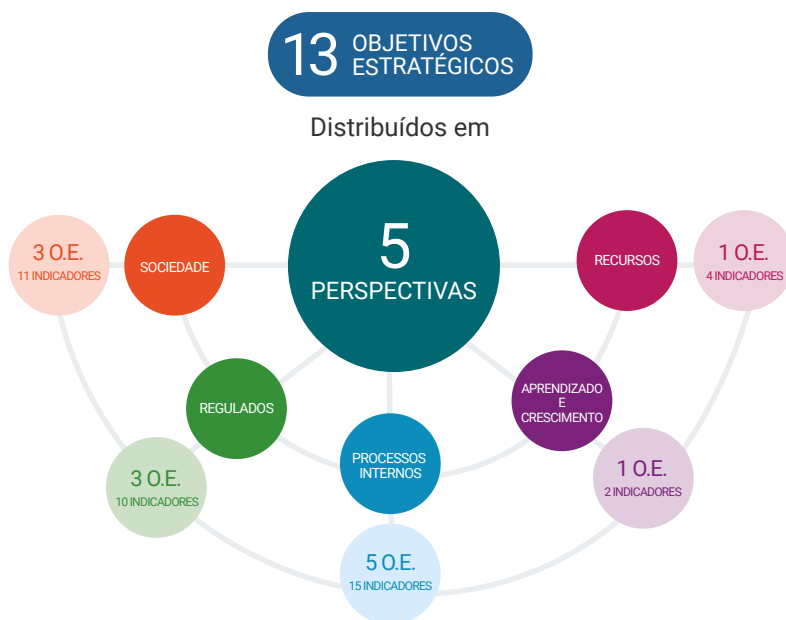 13 OBJETIVOS
ESTRATÉGICOS
Distribuídos em
5
PERSPECTIVAS
3 O.E.
11 INDICADORES
SOCIEDADE
RECURSOS
1 O.E.
4 INDICADORES
REGULADOS
3 O.E.
10 INDICADORES
PROCESSOS
INTERNOS
5 O.E.
15 INDICADORES
APRENDIZADO
E
CRESCIMENTO
1 O.E.
2 INDICADORES